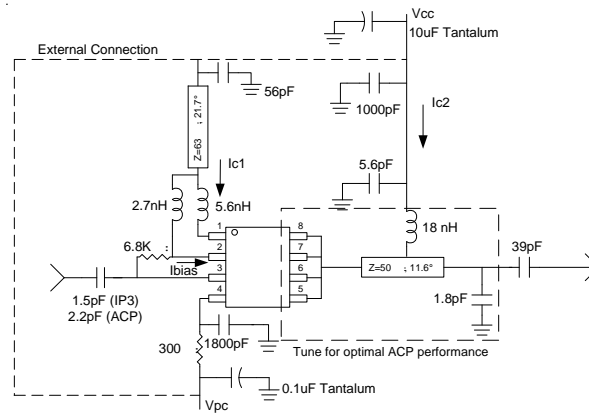 Vcc
10uF Tantalum
External Connection
56pF
1000pF
Ic2
Z=63 ; 21.7°
Ic1
5.6pF
2.7nH
5.6nH
18 nH
1
8
6.8K
2
7
39pF
Ibias
3
6
Z=50 ; 11.6°
1.5pF (IP3)
2.2pF (ACP)
4
5
1.8pF
300
1800pF
Tune for optimal ACP performance
0.1uF Tantalum
Vpc